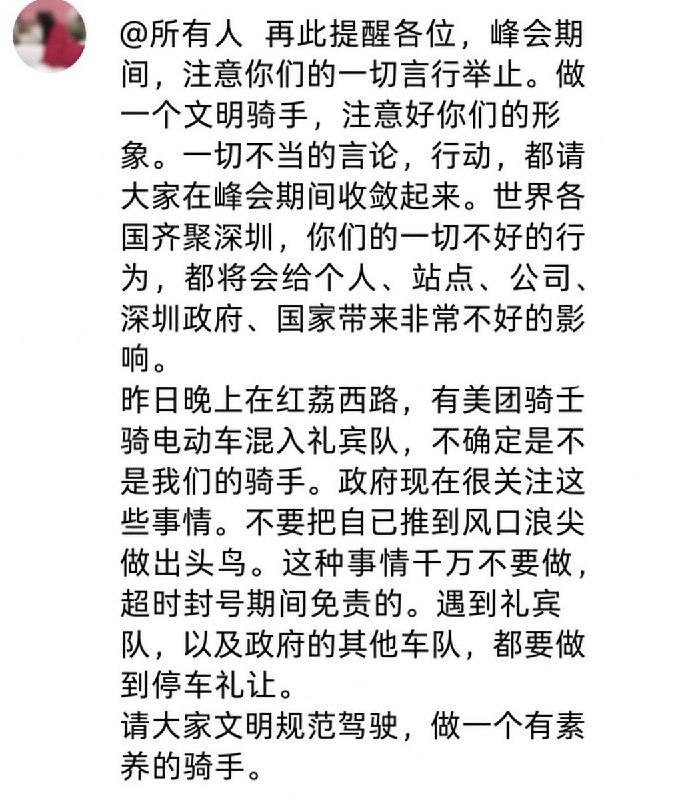 @所有人  再此提醒各位，峰会期
间，注意你们的一切言行举止。做
一个文明骑手，注意好你们的形
象。一切不当的言论，行动，都请
大家在峰会期间收敛起来。世界各
国齐聚深圳，你们的一切不好的行
为，都将会给个人、站点、公司、
深圳政府、国家带来非常不好的影
响。
昨日晚上在红荔西路，有美团骑士
骑电动车混入礼宾队，不确定是不
是我们的骑手。政府现在很关注这
些事情。不要把自已推到风口浪尖
做出头鸟。这种事情千万不要做，
超时封号期间免责的。遇到礼宾
队，以及政府的其他车队，都要做
到停车礼让。
请大家文明规范驾驶，做一个有素
养的骑手。